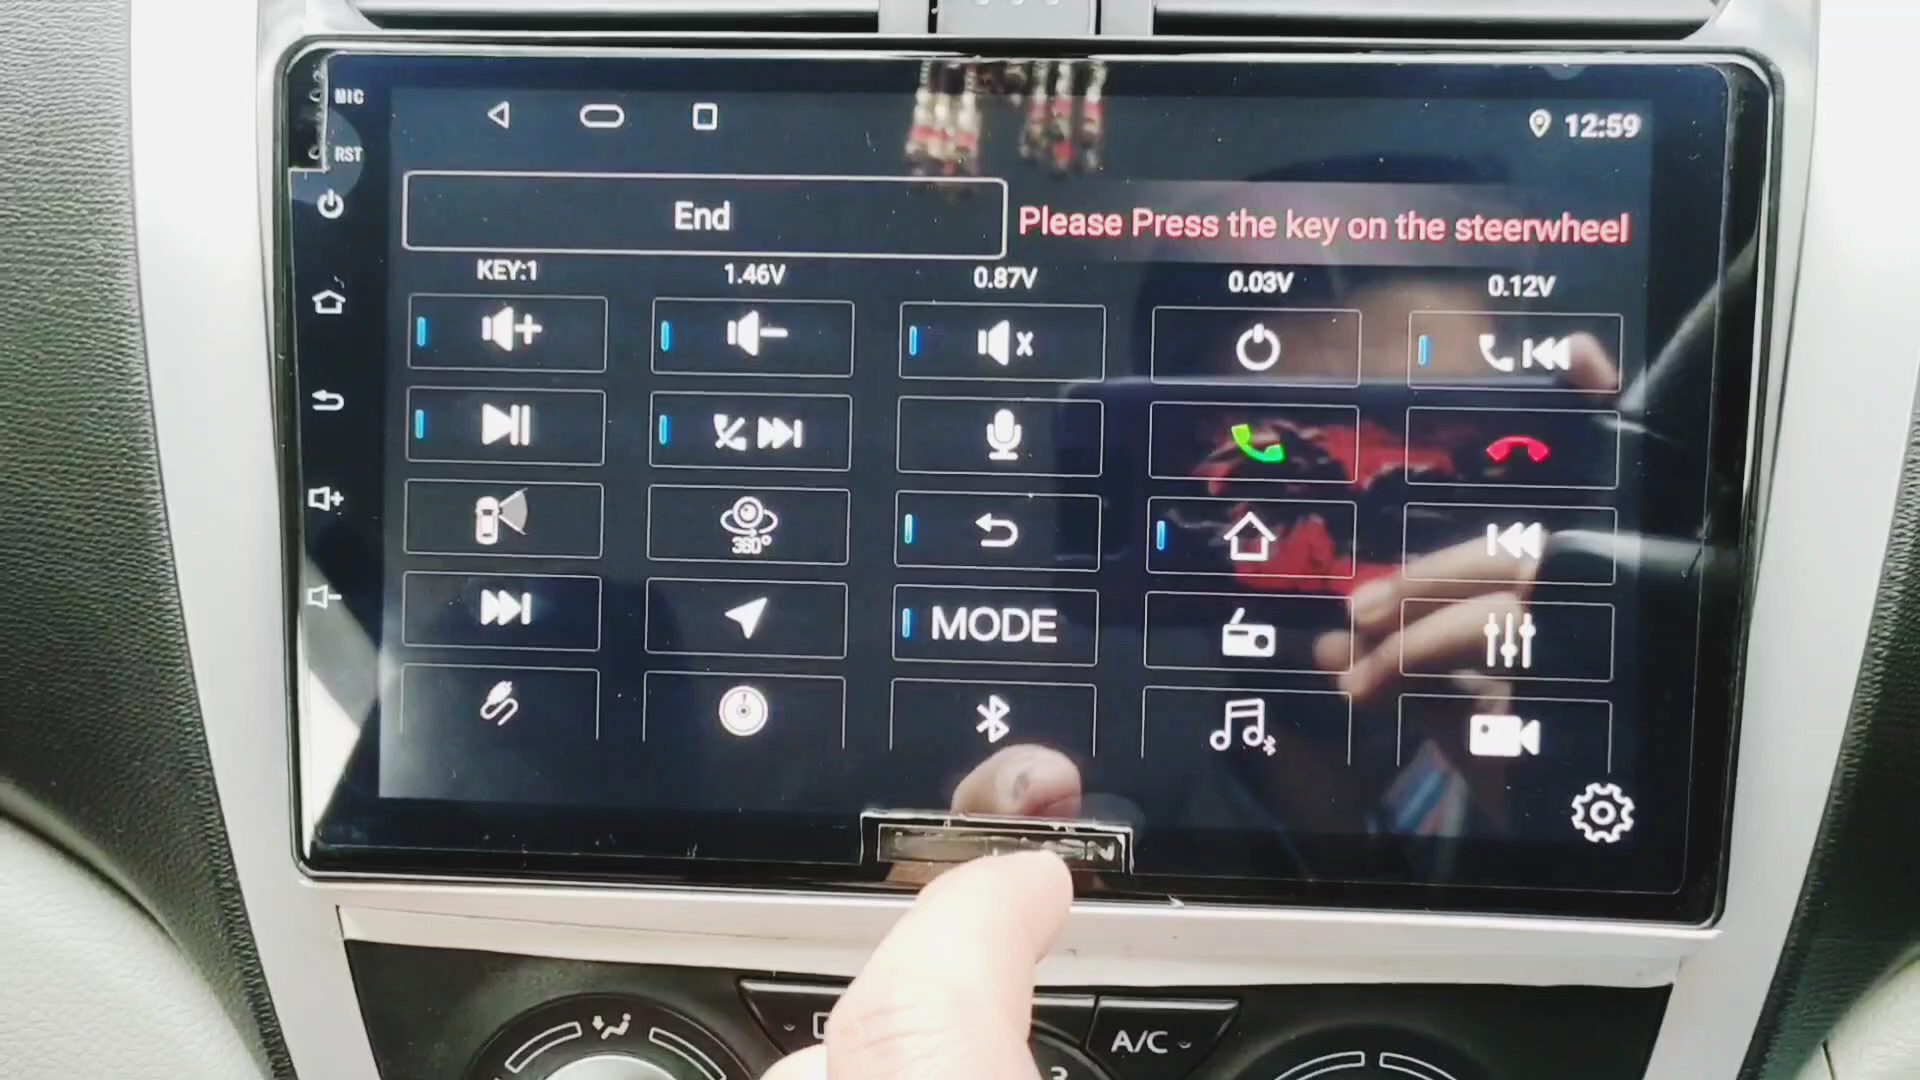 MIC
12:59
RST
End
Please Press the key on the steerwheel
KEY:1 1.46V 0.87V 0.03V 0.12V
360°
MODE
A/C